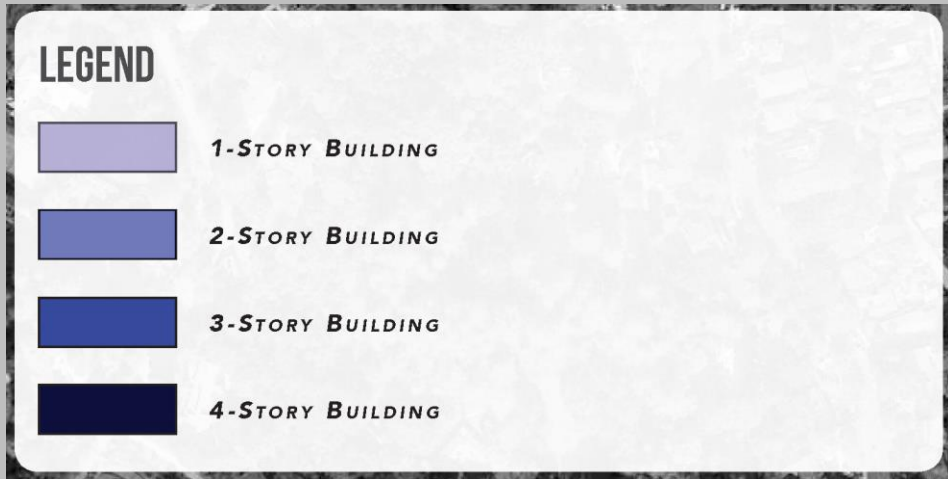 LEGEND
1-Story Building
2-Story Building
3-Story Building
4-Story Building